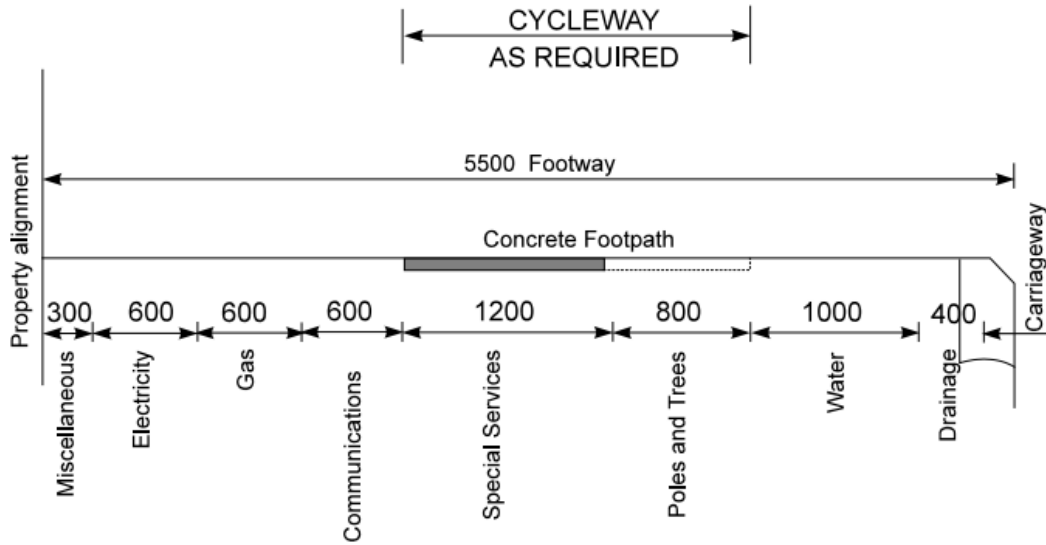 CYCLEWAY
AS REQUIRED
5500 Footway
Property alignment
Concrete Footpath
Carriageway
300
600
600
600
1200
800
1000
400
Miscellaneous
Electricity
Gas
Communications
Special Services
Poles and Trees
Water
Drainage